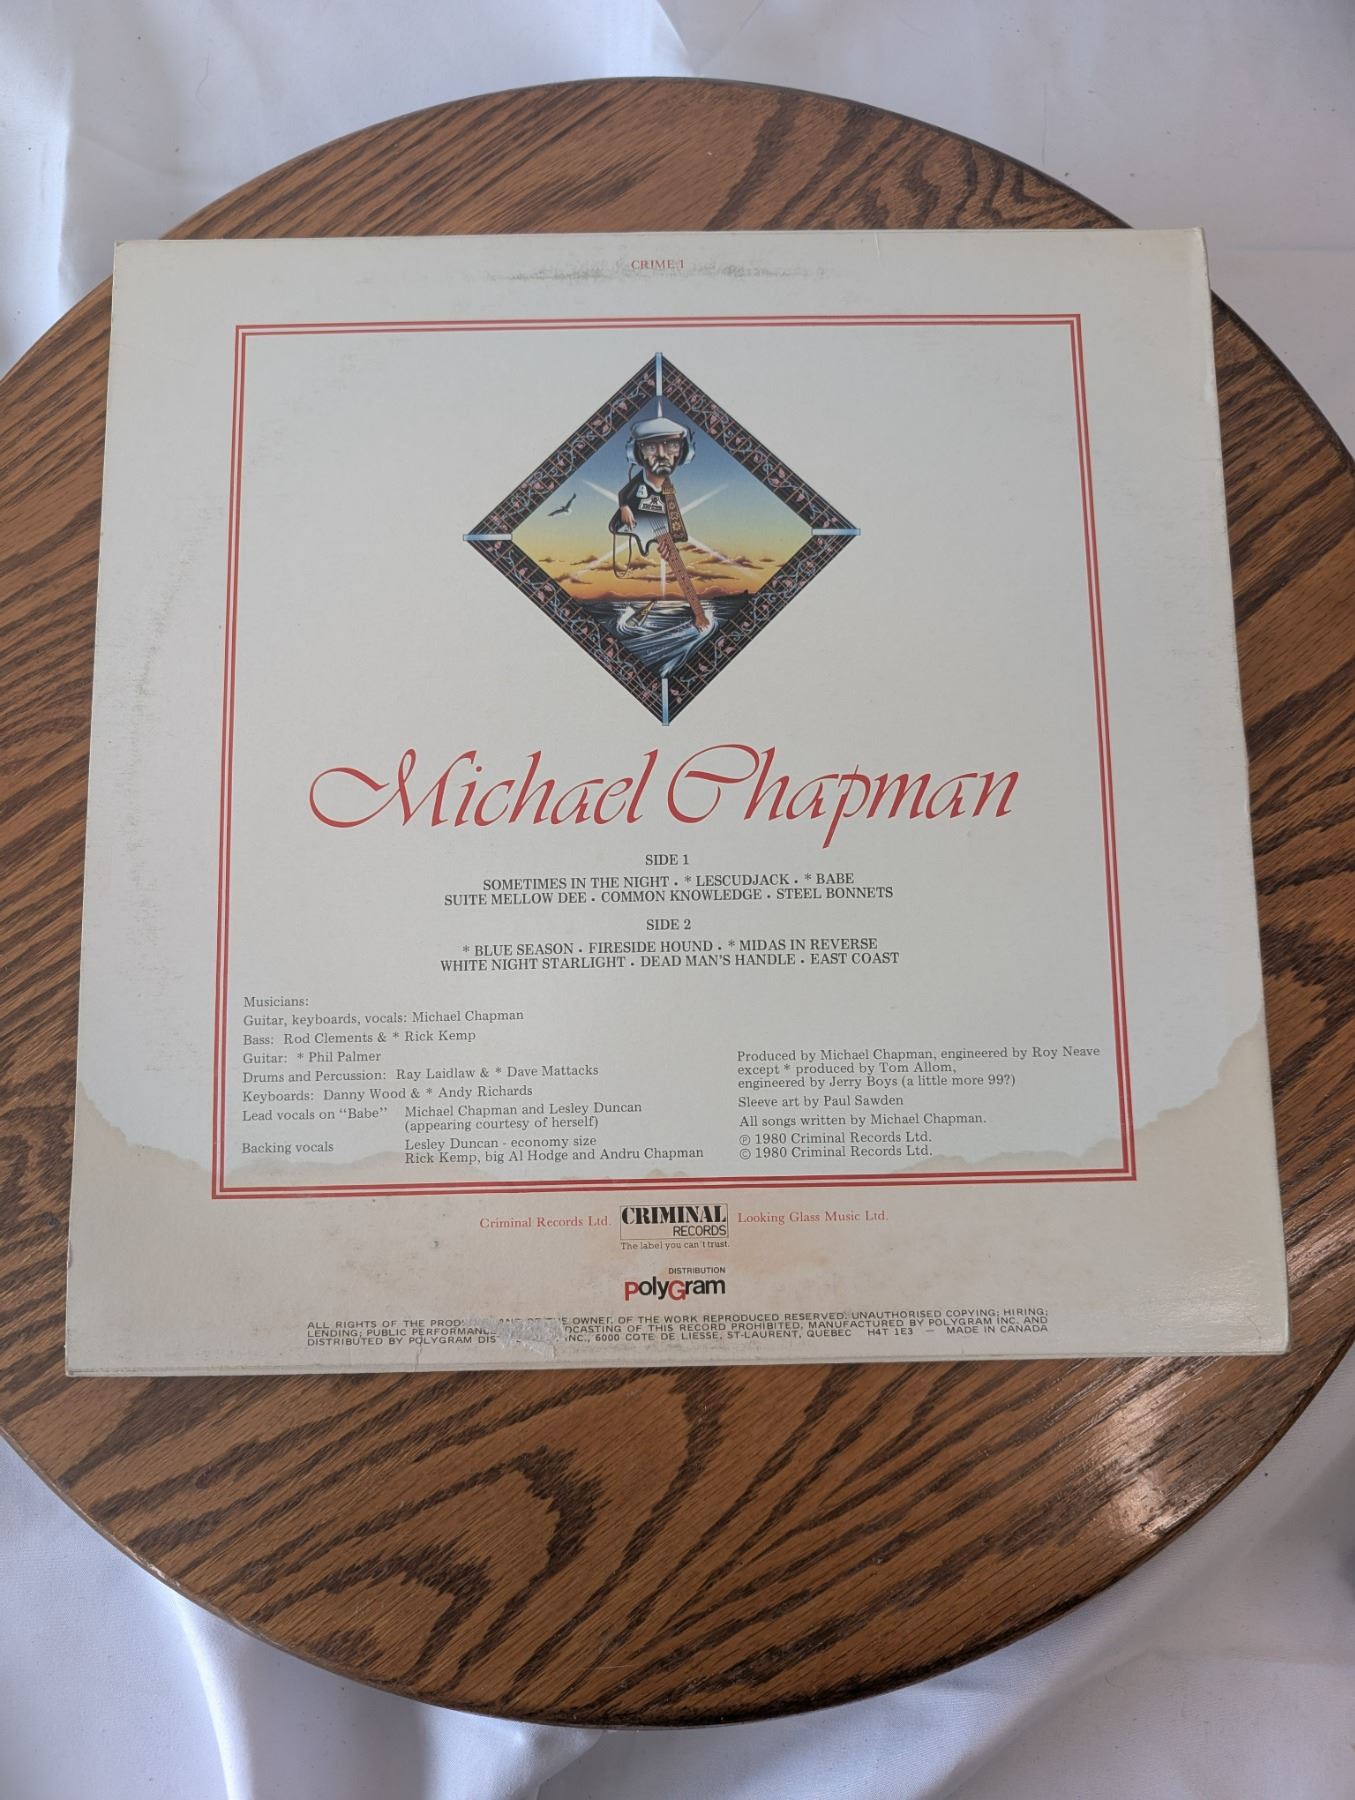 CRIME 1
Michael Chapman
SIDE 1
SOMETIMES IN THE NIGHT • * LESCUDJACK • * BABE
SUITE MELLOW DEE • COMMON KNOWLEDGE • STEEL BONNETS
SIDE 2
* BLUE SEASON • FIRESIDE HOUND • * MIDAS IN REVERSE
WHITE NIGHT STARLIGHT • DEAD MAN'S HANDLE • EAST COAST
Musicians:
Guitar, keyboards, vocals: Michael Chapman
Bass: Rod Clements & * Rick Kemp
Guitar: * Phil Palmer
Drums and Percussion: Ray Laidlaw & * Dave Mattacks
Keyboards: Danny Wood & * Andy Richards
Lead vocals on "Babe" Michael Chapman and Lesley Duncan
(appearing courtesy of herself)
Backing vocals Lesley Duncan - economy size
Rick Kemp, big Al Hodge and Andru Chapman
Produced by Michael Chapman, engineered by Roy Neave
except * produced by Tom Allom,
engineered by Jerry Boys (a little more 99?)
Sleeve art by Paul Sawden
All songs written by Michael Chapman.
℗ 1980 Criminal Records Ltd.
© 1980 Criminal Records Ltd.
Criminal Records Ltd. CRIMINAL RECORDS Looking Glass Music Ltd.
The label you can't trust.
DISTRIBUTION
PolyGram
ALL RIGHTS OF THE OWNER OF THE WORK REPRODUCED RESERVED. UNAUTHORISED COPYING; HIRING;
LENDING; PUBLIC OF THIS RECORD PROHIBITED, MANUFACTURED BY POLYGRAM INC. AND
DISTRIBUTED BY POLYGRAM INC., 6000 COTE DE LIESSE, ST-LAURENT, QUEBEC H4T 1E3 — MADE IN CANADA